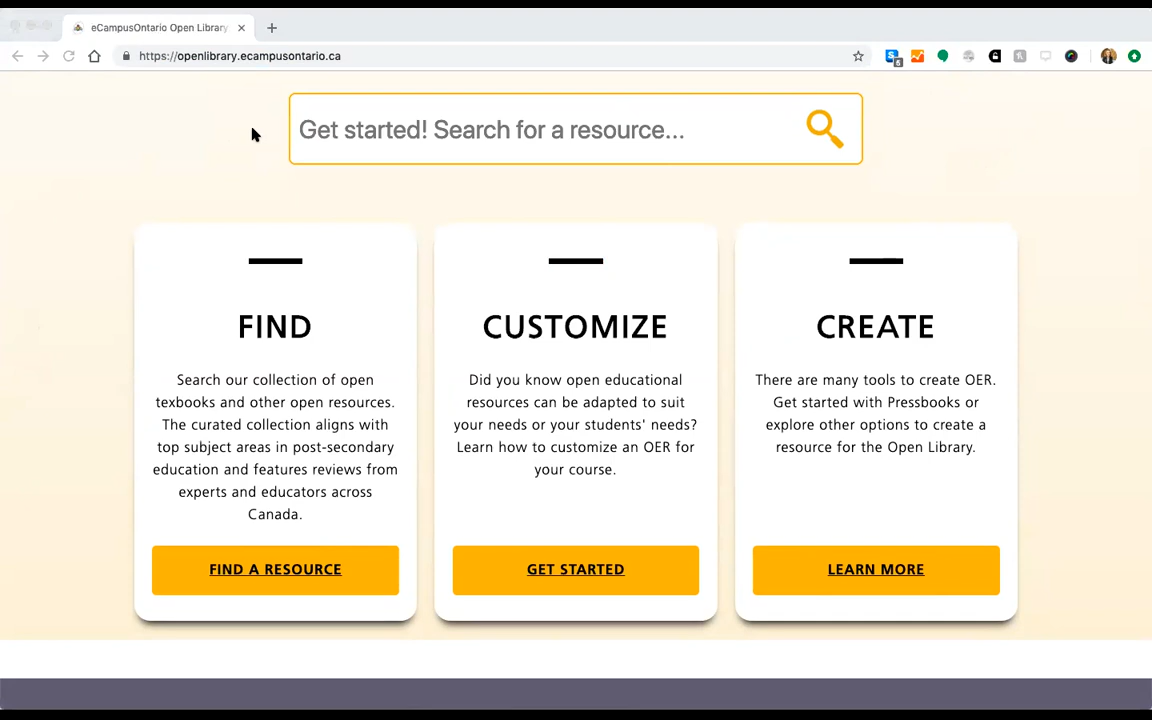 eCampusOntario Open Library
https://openlibrary.ecampusontario.ca
6
Get started! Search for a resource...
FIND
Search our collection of open
texbooks and other open resources.
The curated collection aligns with
top subject areas in post-secondary
education and features reviews from
experts and educators across
Canada.
FIND A RESOURCE
CUSTOMIZE
Did you know open educational
resources can be adapted to suit
your needs or your students' needs?
Learn how to customize an OER for
your course.
GET STARTED
CREATE
There are many tools to create OER.
Get started with Pressbooks or
explore other options to create a
resource for the Open Library.
LEARN MORE